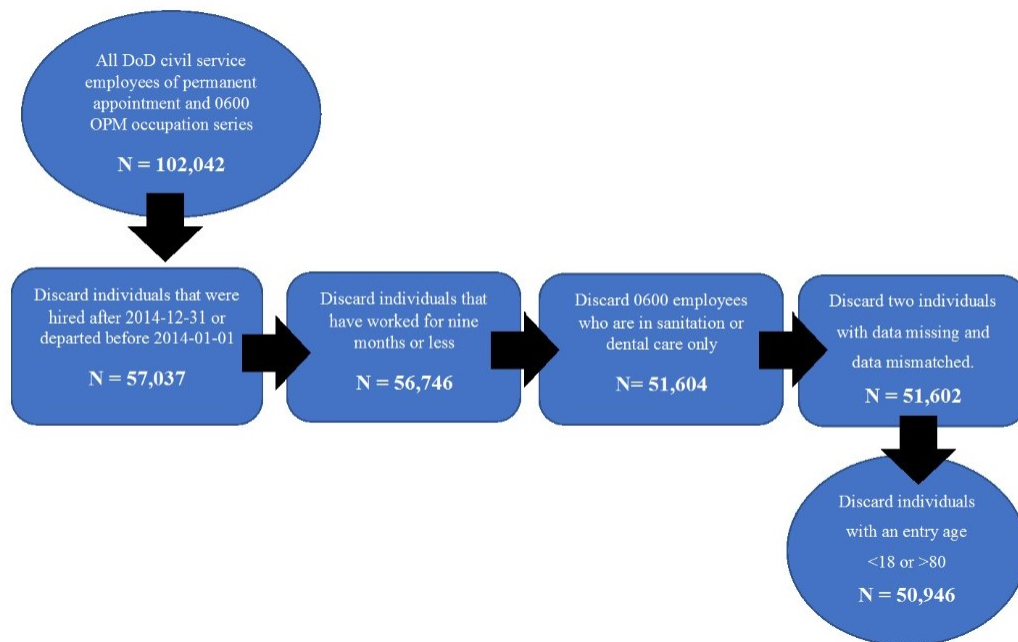 All DoD civil service
employees of permanent
appointment and 0600
OPM occupation series
N = 102,042
Discard individuals that were
hired after 2014-12-31 or
departed before 2014-01-01
N = 57,037
Discard individuals that
have worked for nine
months or less
N = 56,746
Discard 0600 employees
who are in sanitation or
dental care only
N= 51,604
Discard two individuals
with data missing and
data mismatched.
N = 51,602
Discard individuals
with an entry age
<18 or >80
N = 50,946